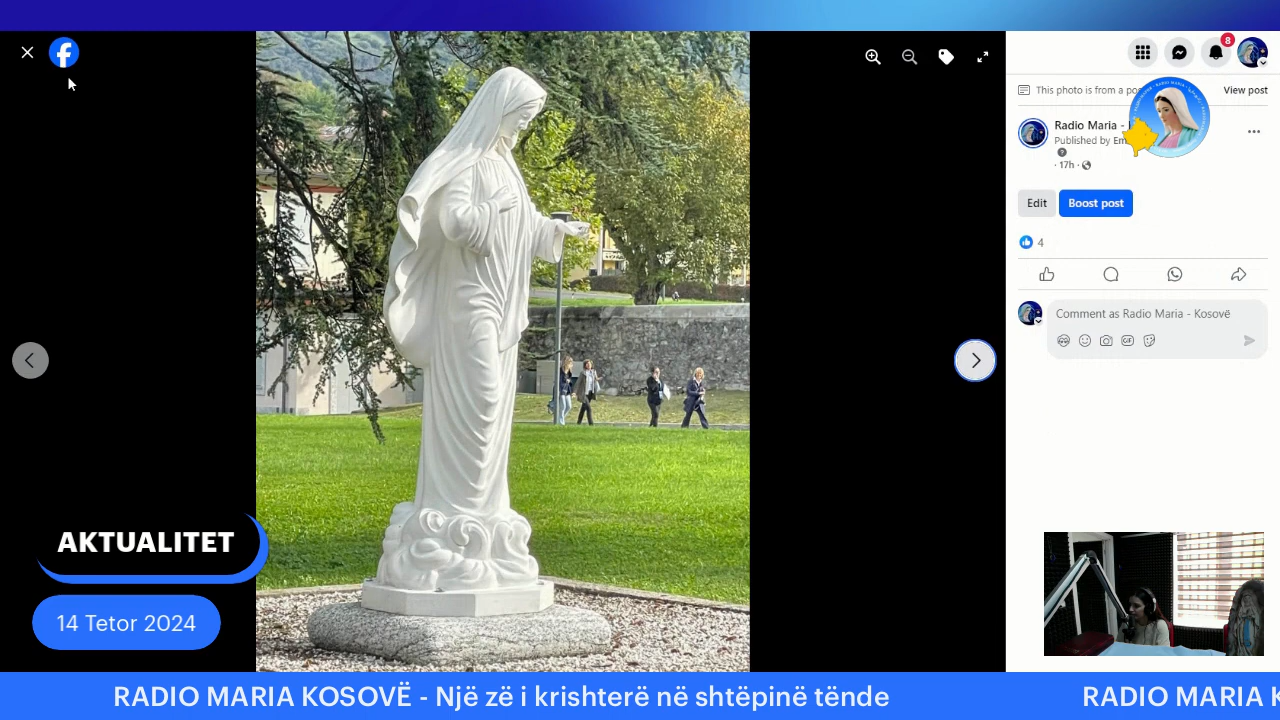 8
This photo is from a
View post
Radio Maria -
Published by
· 17h ·
Edit
Boost post
4
Comment as Radio Maria - Kosovë
GIF
AKTUALITET
14 Tetor 2024
RADIO MARIA KOSOVË - Një zë i krishterë në shtëpinë tënde
RADIO MARIA